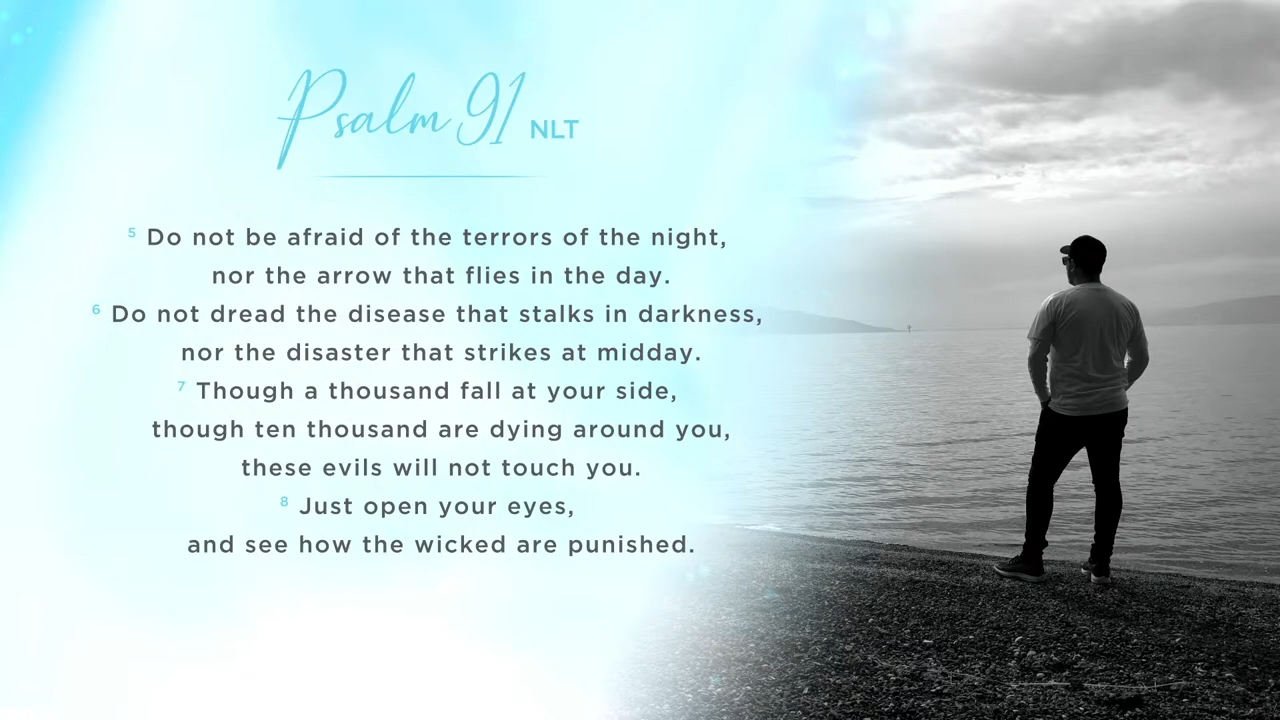 Psalm 91 NLT
5 Do not be afraid of the terrors of the night,
nor the arrow that flies in the day.
6 Do not dread the disease that stalks in darkness,
nor the disaster that strikes at midday.
7 Though a thousand fall at your side,
though ten thousand are dying around you,
these evils will not touch you.
8 Just open your eyes,
and see how the wicked are punished.